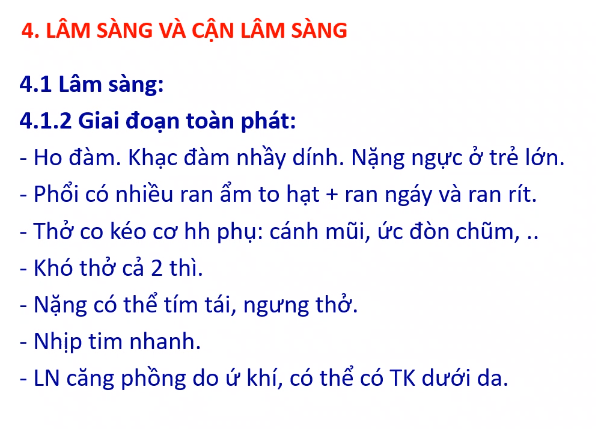 4. LÂM SÀNG VÀ CẬN LÂM SÀNG
4.1 Lâm sàng:
4.1.2 Giai đoạn toàn phát:
- Ho đàm. Khạc đàm nhầy dính. Nặng ngực ở trẻ lớn.
- Phổi có nhiều ran ẩm to hạt + ran ngáy và ran rít.
- Thở co kéo cơ hh phụ: cánh mũi, ức đòn chũm, ..
- Khó thở cả 2 thì.
- Nặng có thể tím tái, ngưng thở.
- Nhịp tim nhanh.
- LN căng phồng do ứ khí, có thể có TK dưới da.